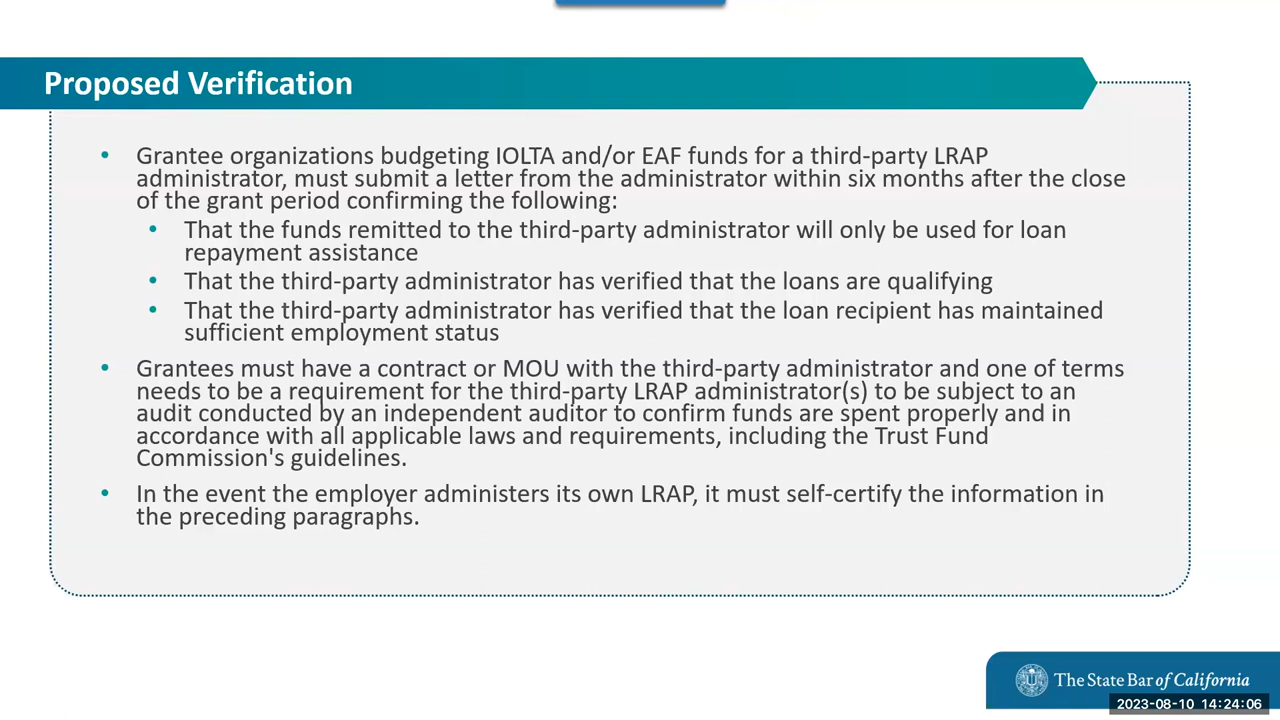 Proposed Verification
• Grantee organizations budgeting IOLTA and/or EAF funds for a third-party LRAP
administrator, must submit a letter from the administrator within six months after the close
of the grant period confirming the following:
• That the funds remitted to the third-party administrator will only be used for loan
repayment assistance
• That the third-party administrator has verified that the loans are qualifying
• That the third-party administrator has verified that the loan recipient has maintained
sufficient employment status
• Grantees must have a contract or MOU with the third-party administrator and one of terms
needs to be a requirement for the third-party LRAP administrator(s) to be subject to an
audit conducted by an independent auditor to confirm funds are spent properly and in
accordance with all applicable laws and requirements, including the Trust Fund
Commission's guidelines.
• In the event the employer administers its own LRAP, it must self-certify the information in
the preceding paragraphs.
The State Bar of California
2023-08-10 14:24:06